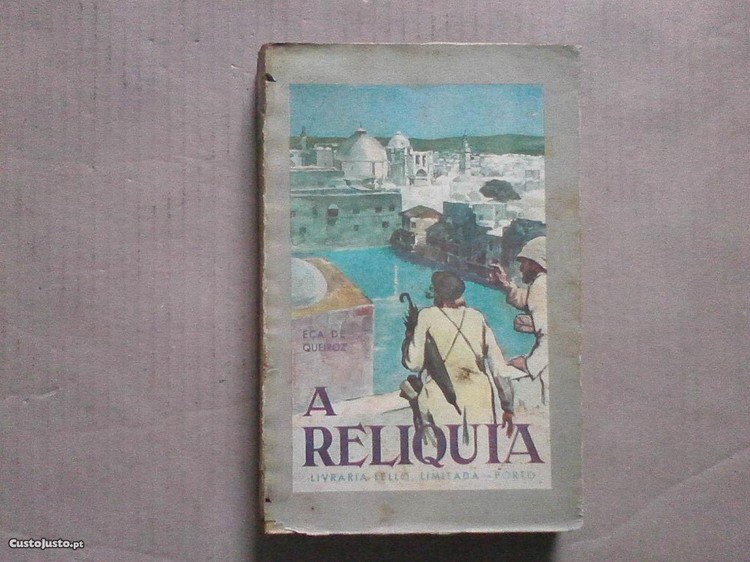 EÇA DE
QUEIROZ
A
RELIQUIA
LIVRARIA LELLO, LIMITADA - PORTO
CustoJusto.pt